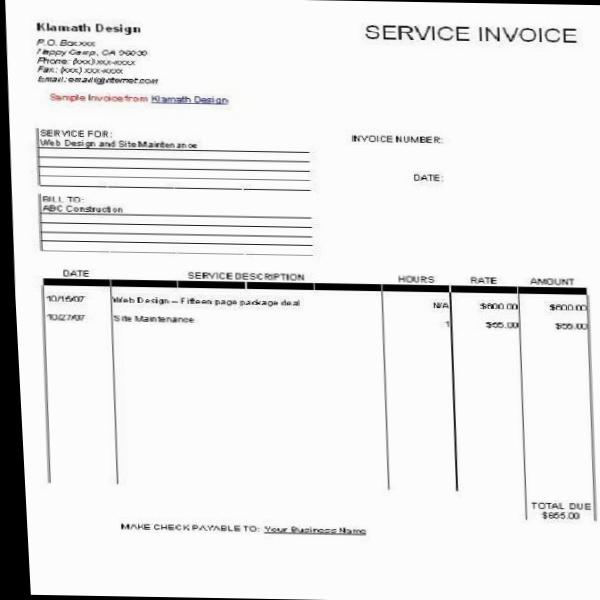 Klamath Design
SERVICE INVOICE
P.O. Box xxx
Happy Camp, CA 96039
Phone: (xxx) xxx-xxxx
Fax: (xxx) xxx-xxxx
Email: email@internet.com
Sample Invoice from Klamath Design
SERVICE FOR:
Web Design and Site Maintenance
INVOICE NUMBER:
DATE:
BILL TO:
ABC Construction
DATE SERVICE DESCRIPTION HOURS RATE AMOUNT
10/15/07 Web Design – Fifteen page package deal N/A $600.00 $600.00
10/27/07 Site Maintenance 1 $55.00 $55.00
TOTAL DUE
$655.00
MAKE CHECK PAYABLE TO: Your Business Name